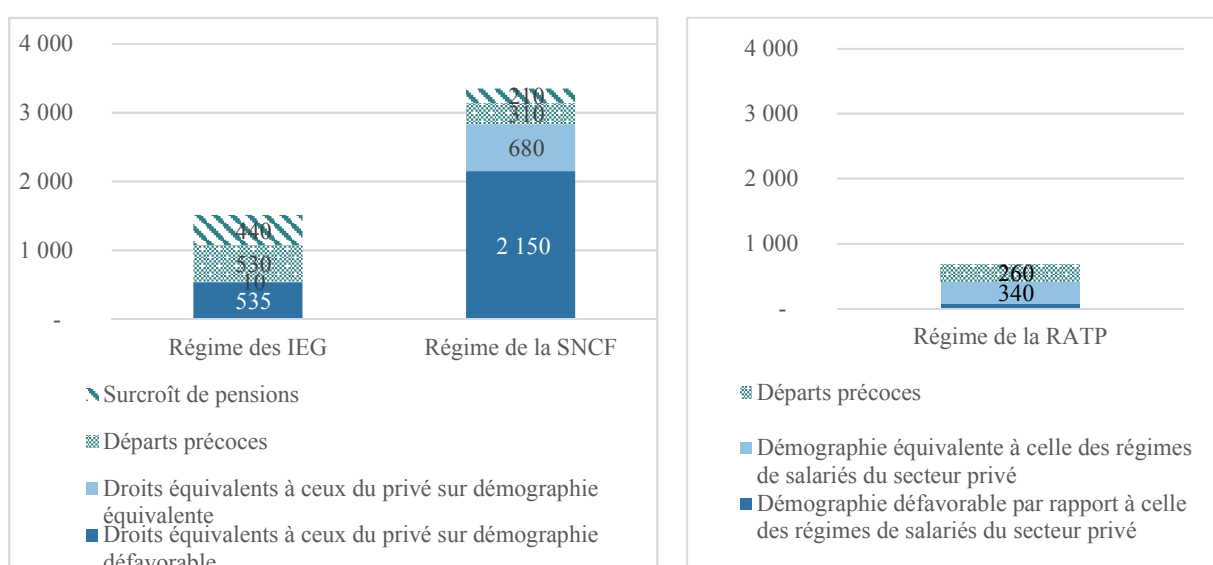 4 000
3 000
2 000
1 000
-
440
530
10
535
210
310
680
2 150
Régime des IEG
Régime de la SNCF
Surcroît de pensions
Départs précoces
Droits équivalents à ceux du privé sur démographie
équivalente
Droits équivalents à ceux du privé sur démographie
défavorable
4 000
3 000
2 000
1 000
-
260
340
Régime de la RATP
Départs précoces
Démographie équivalente à celle des régimes
de salariés du secteur privé
Démographie défavorable par rapport à celle
des régimes de salariés du secteur privé